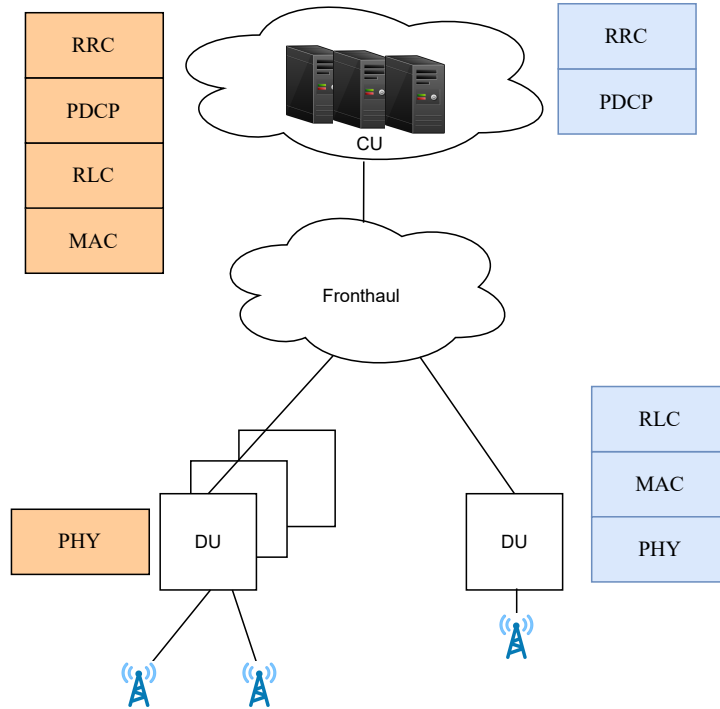 RRC
PDCP
RLC
MAC
CU
RRC
PDCP
Fronthaul
PHY
DU
DU
RLC
MAC
PHY